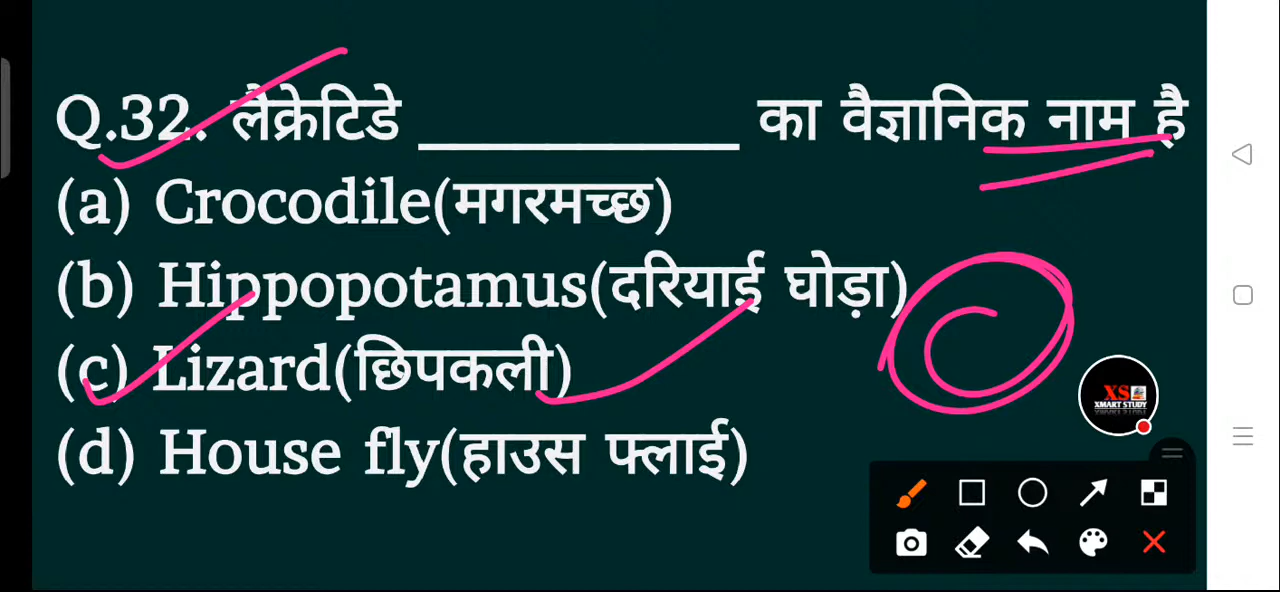 Q.32. लैक्रेटिडे __________ का वैज्ञानिक नाम है
(a) Crocodile(मगरमच्छ)
(b) Hippopotamus(दरियाई घोड़ा)
(c) Lizard(छिपकली)
(d) House fly(हाउस फ्लाई)
XS
XMART STUDY